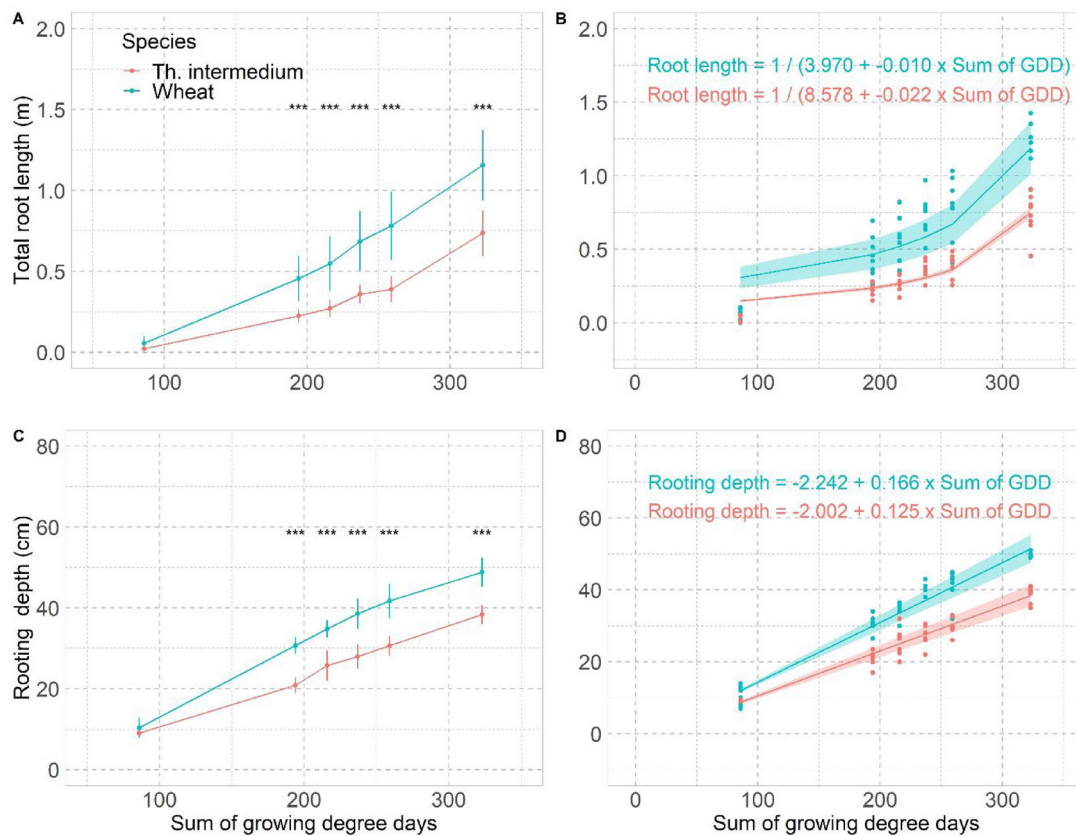 A
Total root length (m)
2.0
1.5
1.0
0.5
0.0
Species
Th. intermedium
Wheat
*** *** *** *** ***
100 200 300
B
2.0
1.5
1.0
0.5
0.0
Root length = 1 / (3.970 + -0.010 x Sum of GDD)
Root length = 1 / (8.578 + -0.022 x Sum of GDD)
0 100 200 300
C
Rooting depth (cm)
80
60
40
20
0
*** *** *** *** ***
100 200 300
Sum of growing degree days
D
80
60
40
20
0
Rooting depth = -2.242 + 0.166 x Sum of GDD
Rooting depth = -2.002 + 0.125 x Sum of GDD
0 100 200 300
Sum of growing degree days